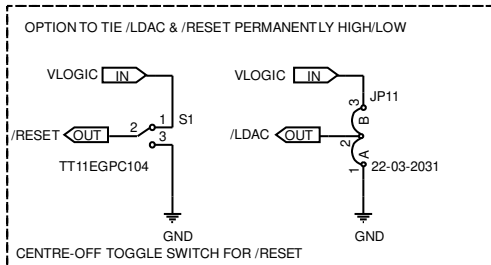 OPTION TO TIE /LDAC & /RESET PERMANENTLY HIGH/LOW
VLOGIC IN
VLOGIC IN
JP11
1 S1
3 B
/RESET OUT 2
3
/LDAC OUT 2
A
1
TT11EGPC104
22-03-2031
GND
GND
CENTRE-OFF TOGGLE SWITCH FOR /RESET